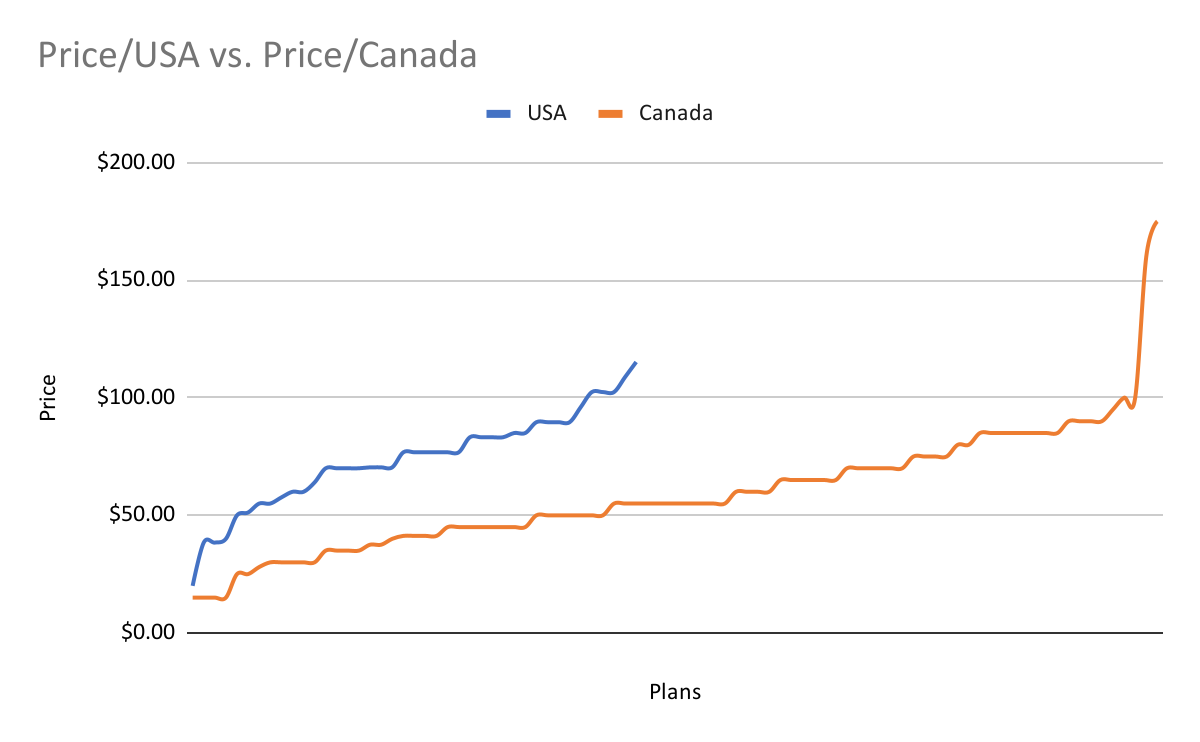 Price/USA vs. Price/Canada
USA Canada
$200.00
$150.00
$100.00
$50.00
$0.00
Price
Plans